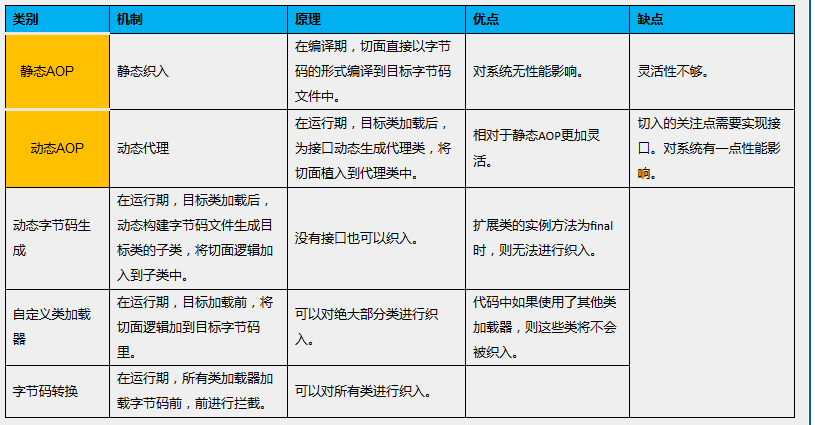 类别 机制 原理 优点 缺点
静态AOP
静态织入
在编译期，切面直接以字节
码的形式编译到目标字节码
文件中。
对系统无性能影响。
灵活性不够。
动态AOP
动态代理
在运行期，目标类加载后，
为接口动态生成代理类，将
切面植入到代理类中。
相对于静态AOP更加灵
活。
切入的关注点需要实现接
口。对系统有一点性能影
响。
动态字节码生
成
在运行期，目标类加载后，
动态构建字节码文件生成目
标类的子类，将切面逻辑加
入到子类中。
没有接口也可以织入。
扩展类的实例方法为final
时，则无法进行织入。
自定义类加载
器
在运行期，目标加载前，将
切面逻辑加到目标字节码
里。
可以对绝大部分类进行织
入。
代码中如果使用了其他类
加载器，则这些类将不会
被织入。
字节码转换
在运行期，所有类加载器加
载字节码前，前进行拦截。
可以对所有类进行织入。